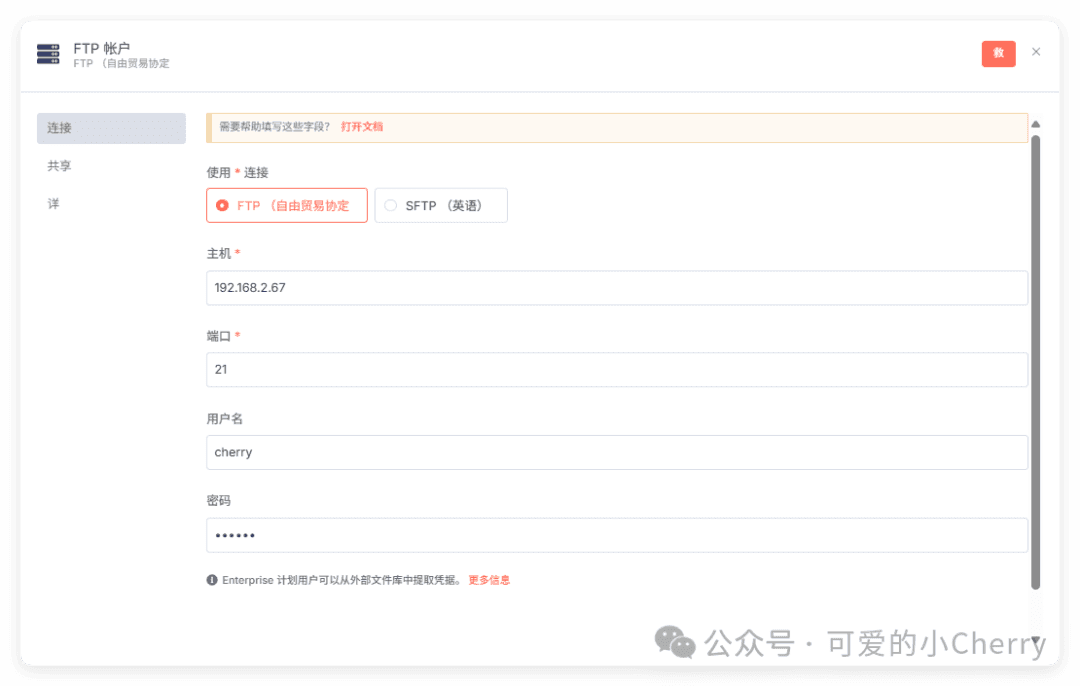 FTP 帐户
FTP （自由贸易协定
救
连接
共享
详
需要帮助填写这些字段？ 打开文档
使用 * 连接
FTP （自由贸易协定
SFTP （英语）
主机 *
192.168.2.67
端口 *
21
用户名
cherry
密码
••••••
Enterprise 计划用户可以从外部文件库中提取凭据。 更多信息
公众号 · 可爱的小Cherry